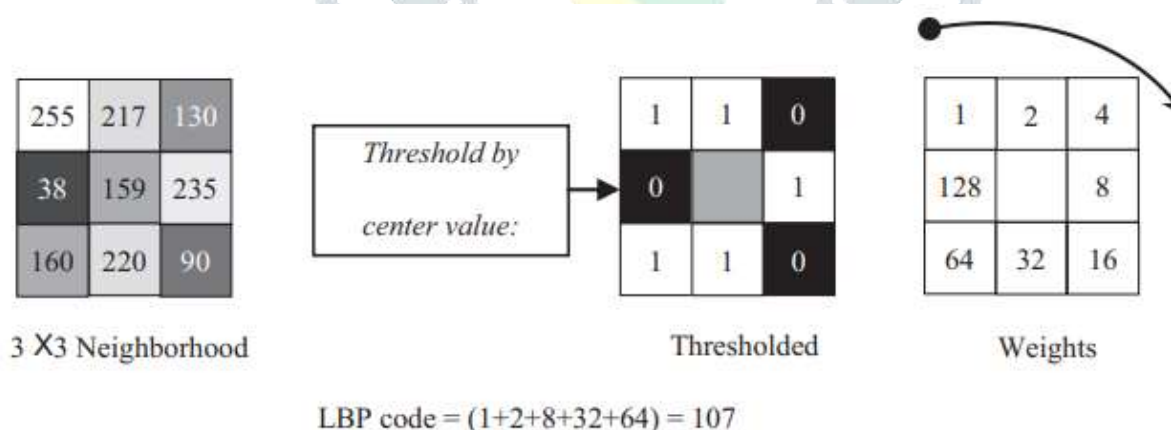 255 217 130
38 159 235
160 220 90
3 X3 Neighborhood
Threshold by
center value:
1 1 0
0 1
1 1 0
Thresholded
1 2 4
128 8
64 32 16
Weights
LBP code = (1+2+8+32+64) = 107